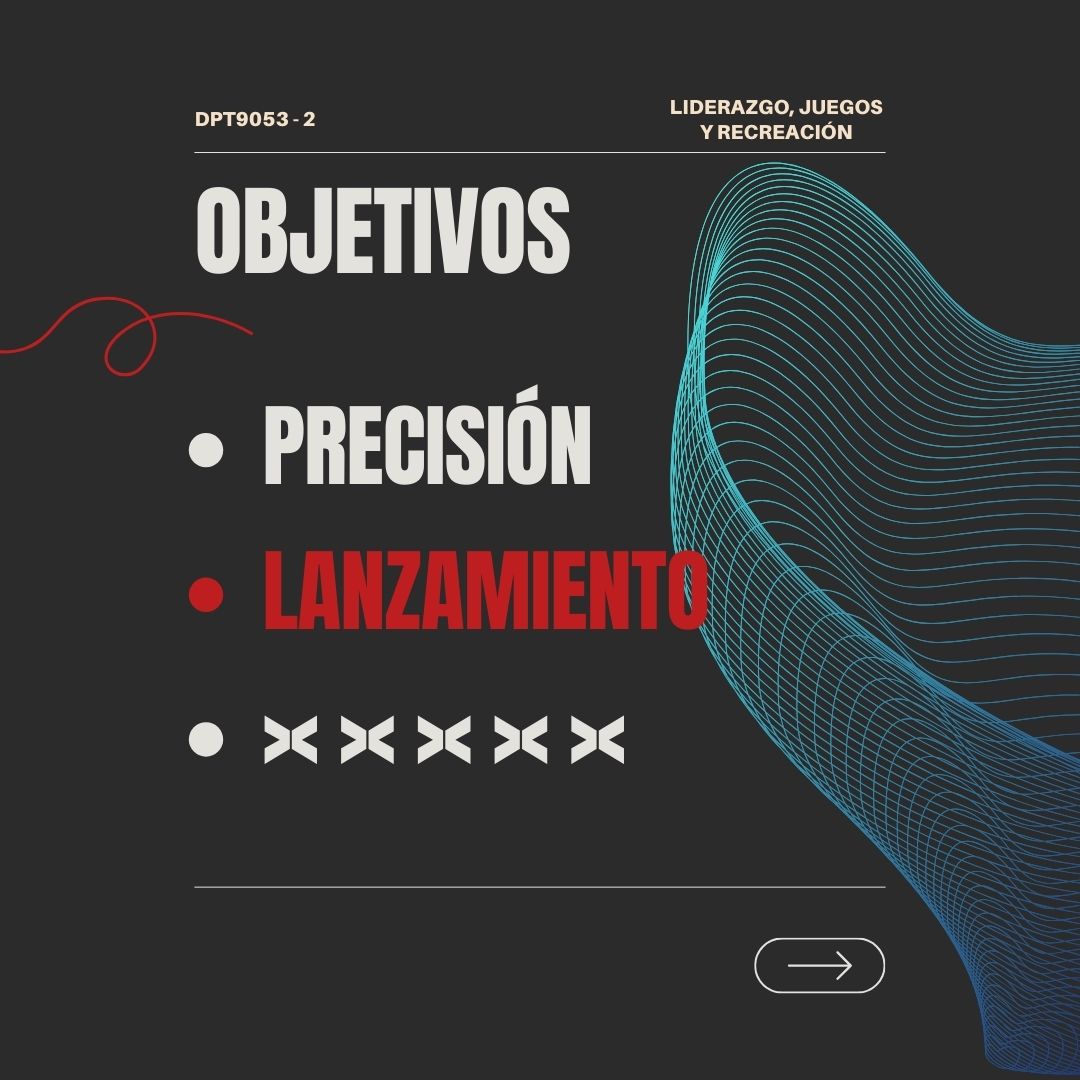 DPT9053 - 2
LIDERAZGO, JUEGOS
Y RECREACIÓN
OBJETIVOS
PRECISIÓN
LANZAMIENTO